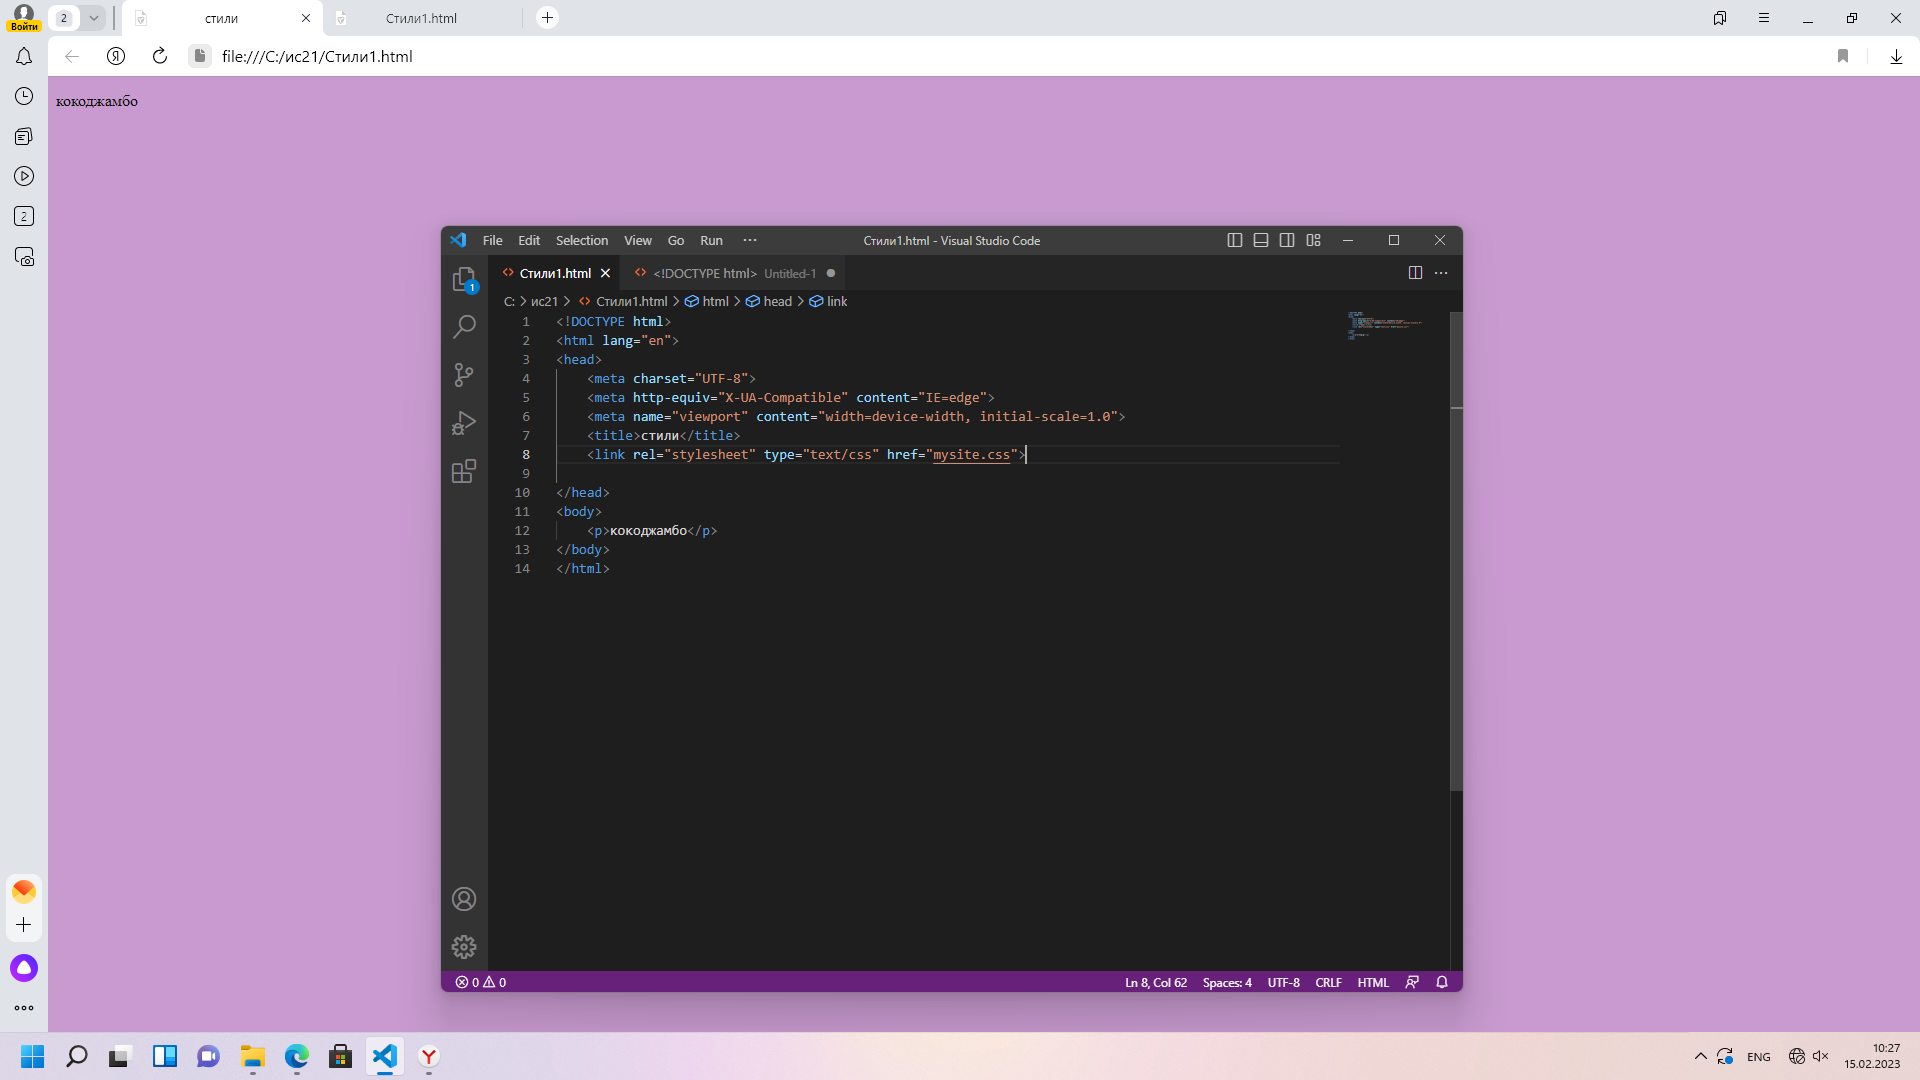 Войти
2
стили
Стили1.html
file:///C:/ис21/Стили1.html
кокоджамбо
2
File Edit Selection View Go Run ···
Стили1.html - Visual Studio Code
Стили1.html
<!DOCTYPE html> Untitled-1
1
C: > ис21 > Стили1.html > html > head > link
1 <!DOCTYPE html>
2 <html lang="en">
3 <head>
4 <meta charset="UTF-8">
5 <meta http-equiv="X-UA-Compatible" content="IE=edge">
6 <meta name="viewport" content="width=device-width, initial-scale=1.0">
7 <title>стили</title>
8 <link rel="stylesheet" type="text/css" href="mysite.css">
9
10 </head>
11 <body>
12 <p>кокоджамбо</p>
13 </body>
14 </html>
0 0
Ln 8, Col 62 Spaces: 4 UTF-8 CRLF HTML
ENG
10:27
15.02.2023